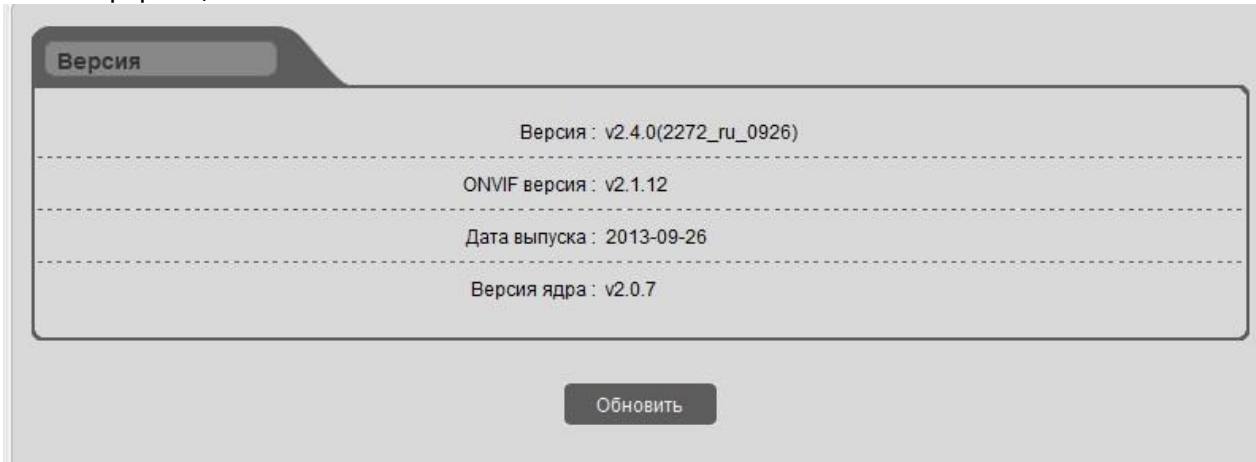 Версия
Версия : v2.4.0(2272_ru_0926)
ONVIF версия : v2.1.12
Дата выпуска : 2013-09-26
Версия ядра : v2.0.7
Обновить